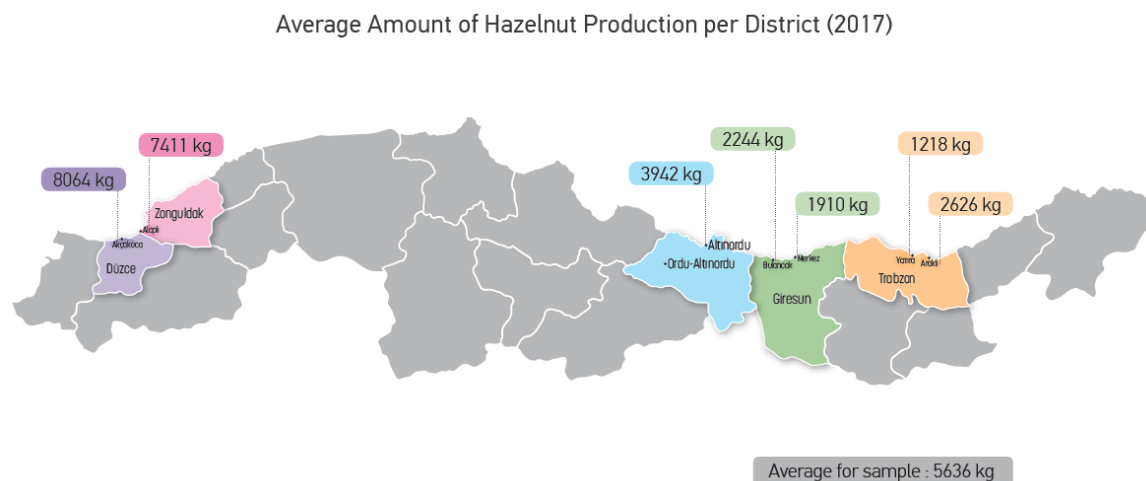 Average Amount of Hazelnut Production per District (2017)
7411 kg
8064 kg
2244 kg
1218 kg
3942 kg
1910 kg
2626 kg
Zonguldak
Alaplı
Akçakoca
Düzce
Altınordu
Ordu-Altınordu
Bulancak
Merkez
Giresun
Yomra
Araklı
Trabzon
Average for sample : 5636 kg